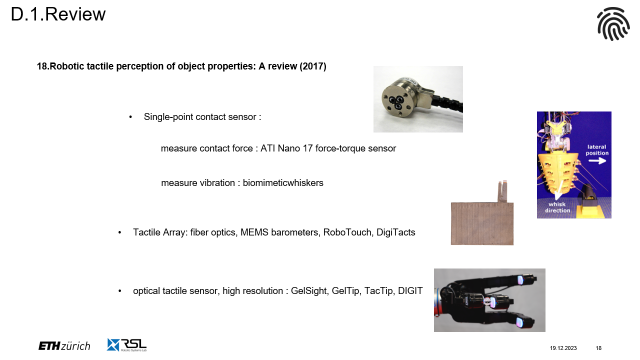 D.1.Review
18.Robotic tactile perception of object properties: A review (2017)
• Single-point contact sensor :
measure contact force : ATI Nano 17 force-torque sensor
measure vibration : biomimeticwhiskers
lateral
position
whisk
direction
• Tactile Array: fiber optics, MEMS barometers, RoboTouch, DigiTacts
• optical tactile sensor, high resolution : GelSight, GelTip, TacTip, DIGIT
ETH zürich
RSL
19.12.2023
18